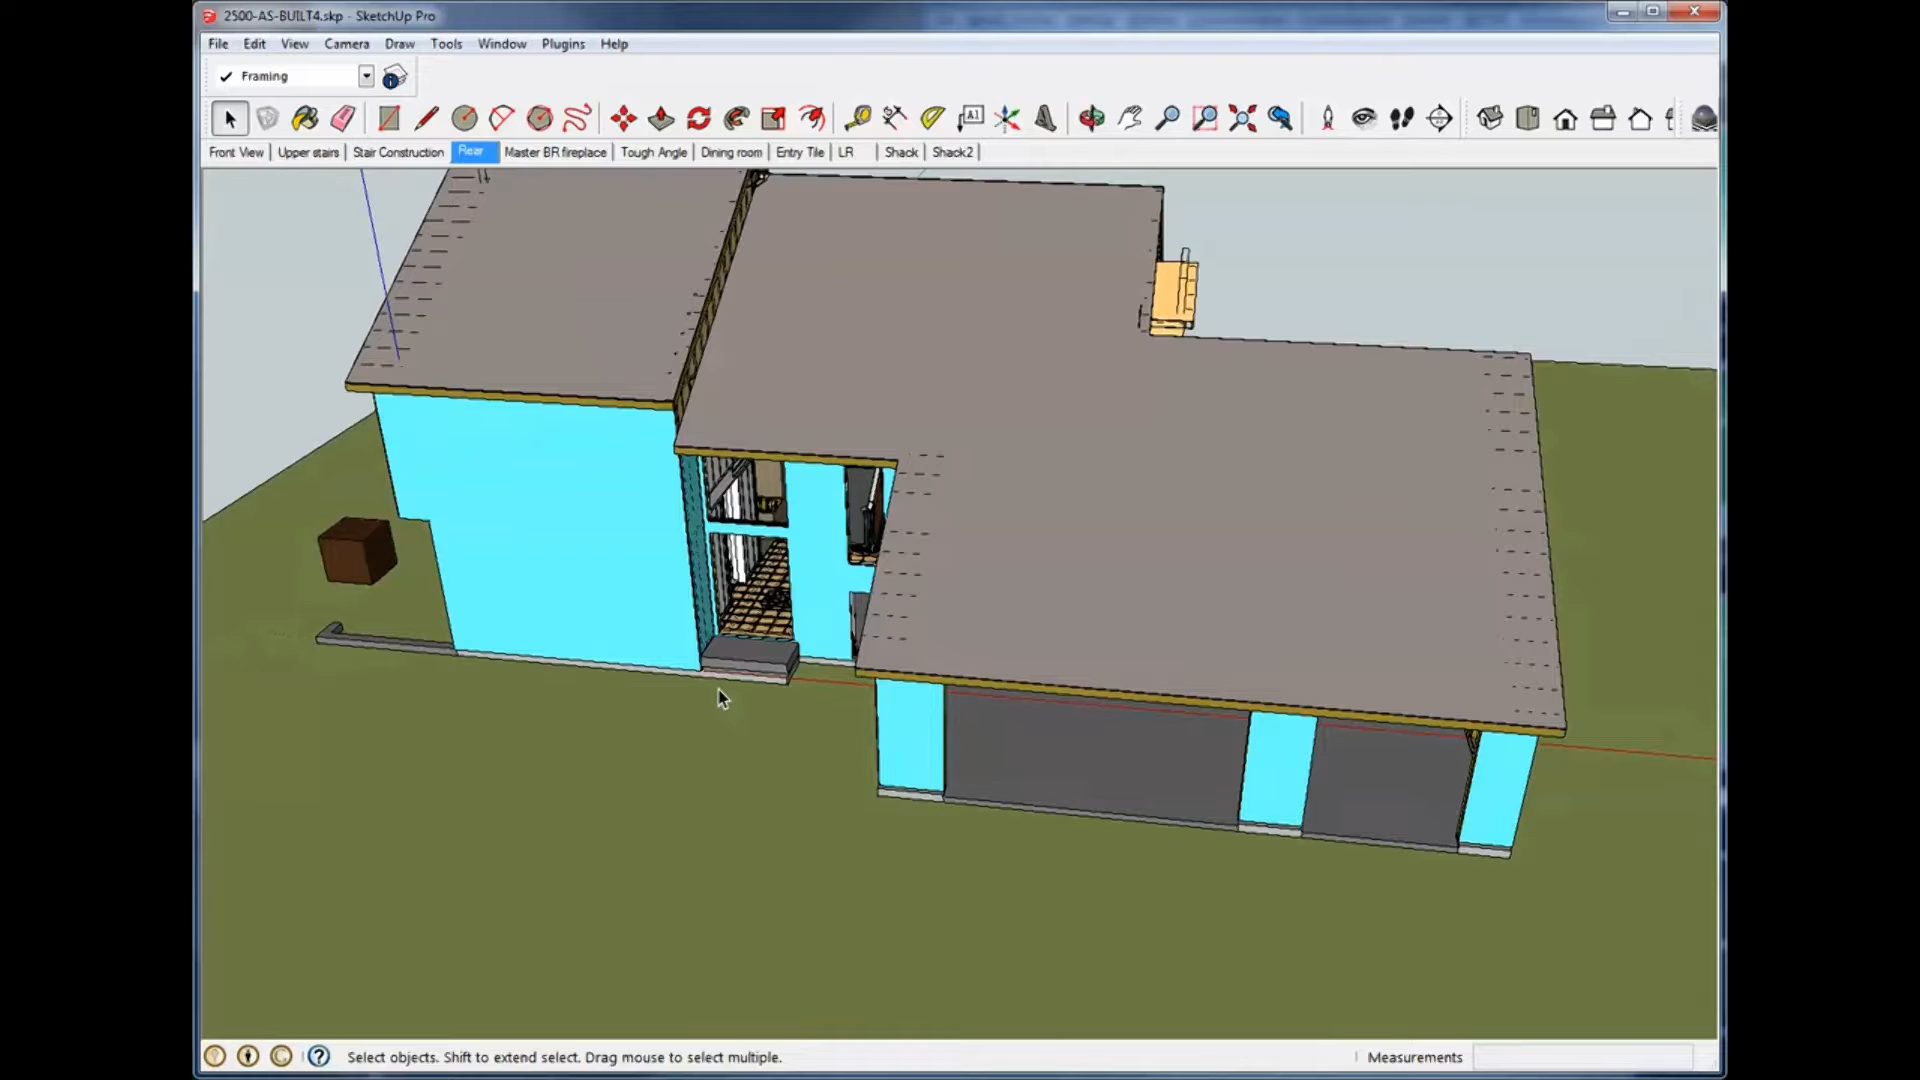 2500-AS-BUILT4.skp - SketchUp Pro
File Edit View Camera Draw Tools Window Plugins Help
Framing
A1
Front View Upper stairs Stair Construction Rear Master BR fireplace Tough Angle Dining room Entry Tile LR Shack Shack2
Select objects. Shift to extend select. Drag mouse to select multiple. Measurements